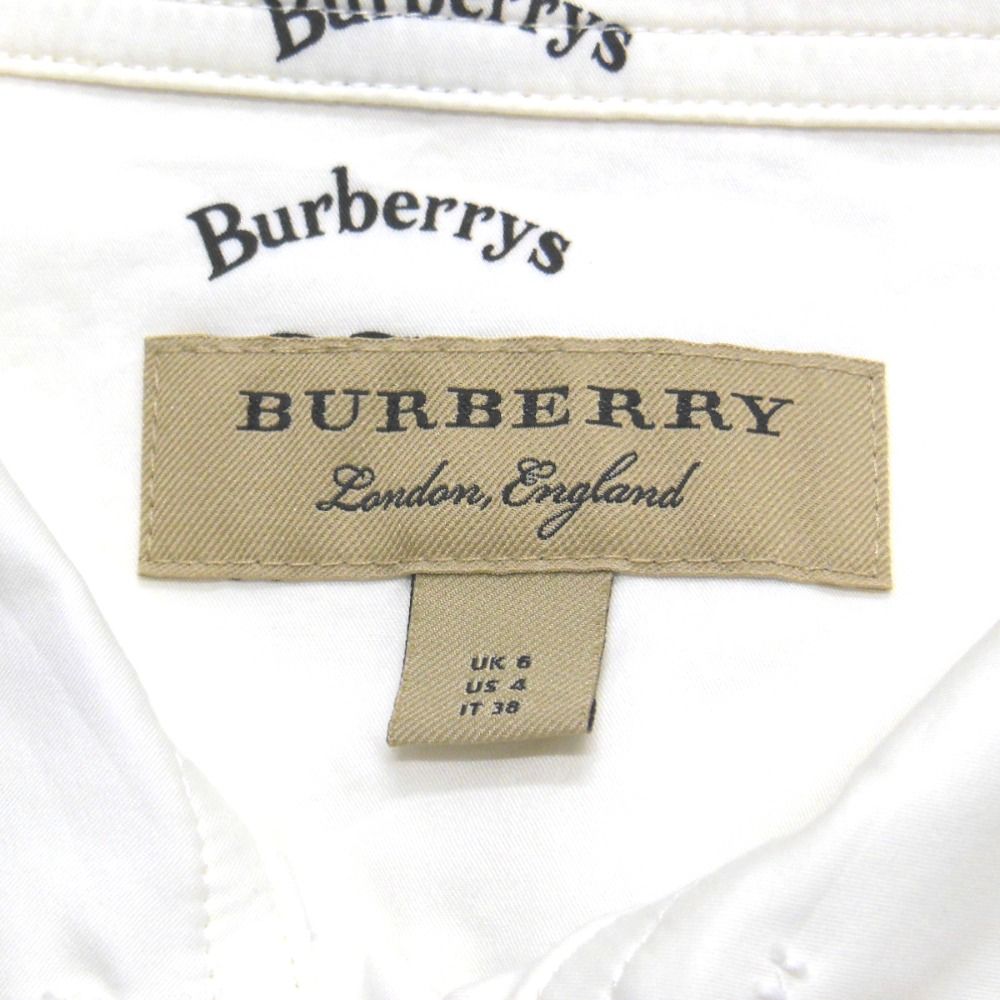 Burberrys
Burberrys
BURBERRY
London, England
UK 6
US 4
IT 38